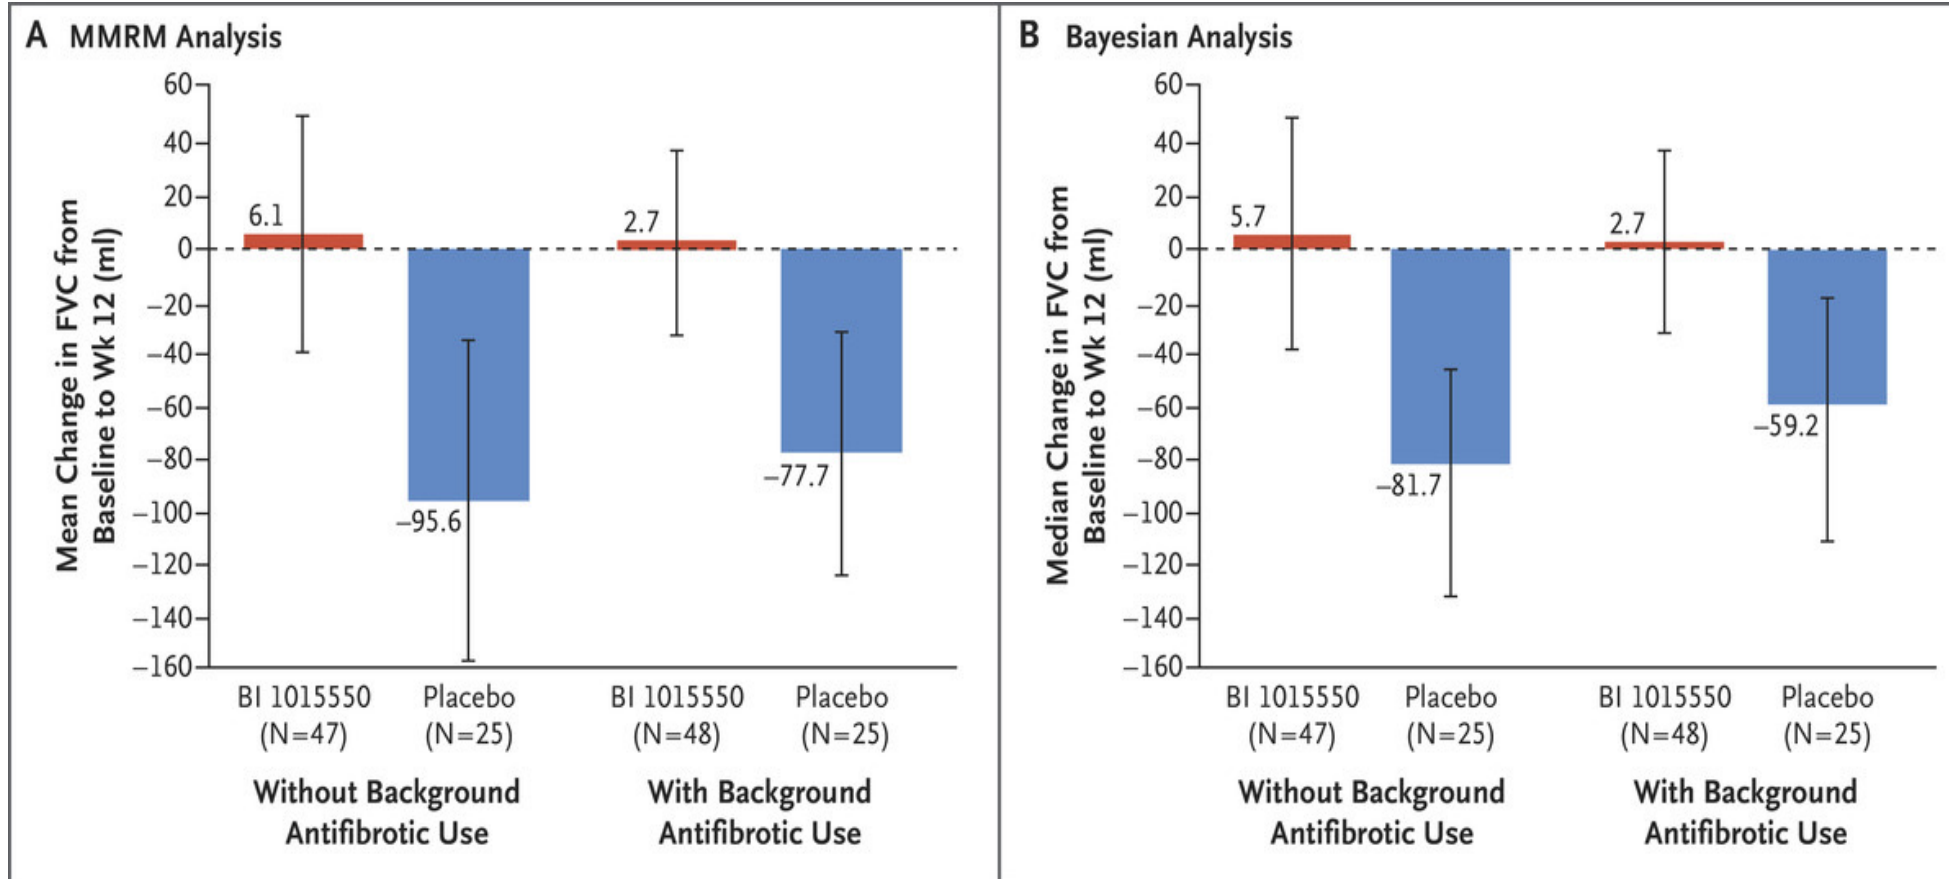 A MMRM Analysis
Mean Change in FVC from
Baseline to Wk 12 (ml)
60
40
20
0
−20
−40
−60
−80
−100
−120
−140
−160
6.1
−95.6
2.7
−77.7
BI 1015550
(N=47)
Placebo
(N=25)
BI 1015550
(N=48)
Placebo
(N=25)
Without Background
Antifibrotic Use
With Background
Antifibrotic Use
B Bayesian Analysis
Median Change in FVC from
Baseline to Wk 12 (ml)
60
40
20
0
−20
−40
−60
−80
−100
−120
−140
−160
5.7
−81.7
2.7
−59.2
BI 1015550
(N=47)
Placebo
(N=25)
BI 1015550
(N=48)
Placebo
(N=25)
Without Background
Antifibrotic Use
With Background
Antifibrotic Use